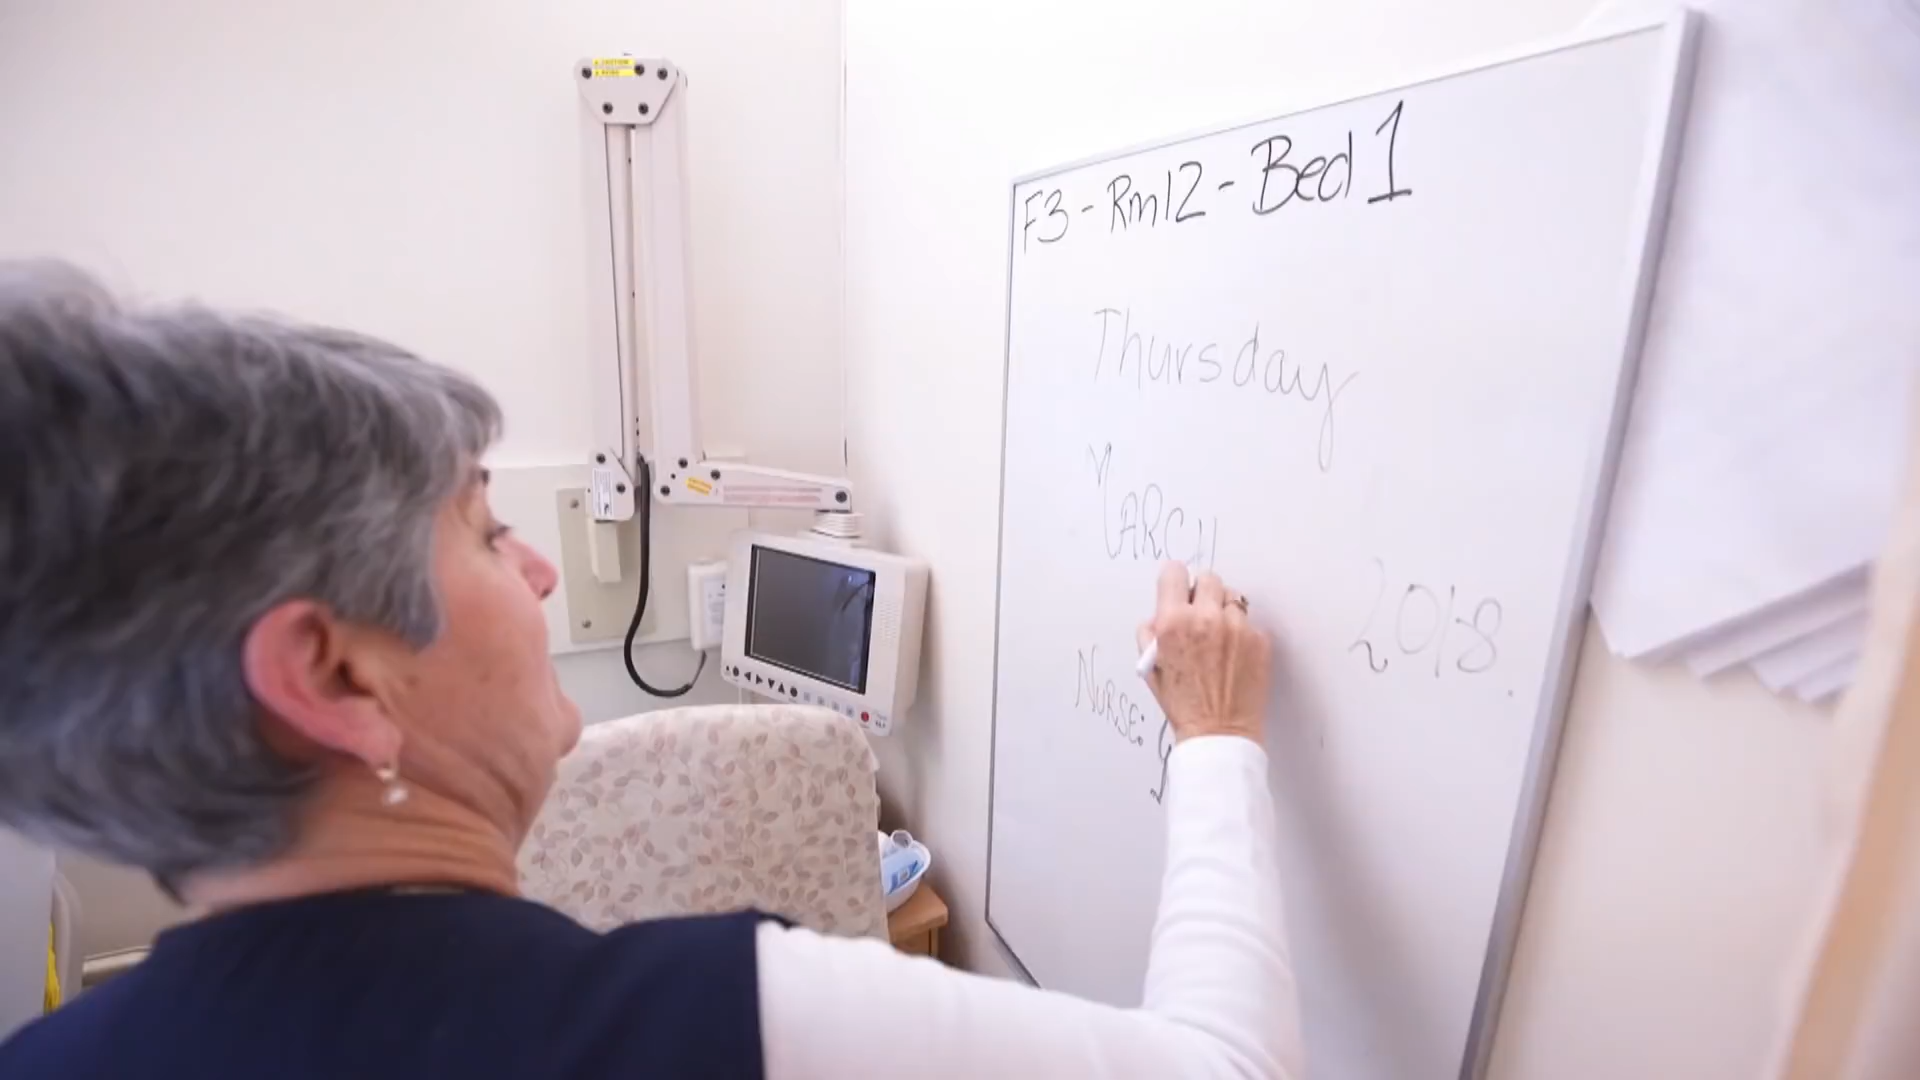 F3 - Rm12 - Bed 1
Thursday
MARCH
2018.
NURSE: